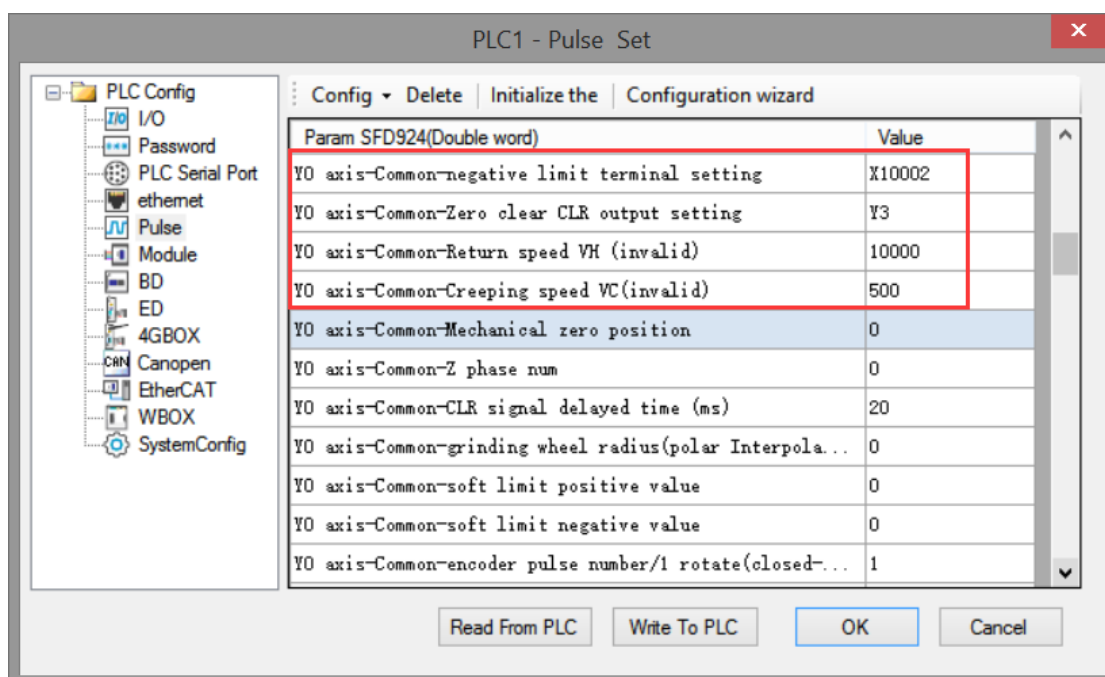 PLC1 - Pulse Set
PLC Config
I/O
Password
PLC Serial Port
ethernet
Pulse
Module
BD
ED
4GBOX
Canopen
EtherCAT
WBOX
SystemConfig
Config Delete Initialize the Configuration wizard
Param SFD924(Double word) Value
Y0 axis-Common-negative limit terminal setting X10002
Y0 axis-Common-Zero clear CLR output setting Y3
Y0 axis-Common-Return speed VH (invalid) 10000
Y0 axis-Common-Creeping speed VC(invalid) 500
Y0 axis-Common-Mechanical zero position 0
Y0 axis-Common-Z phase num 0
Y0 axis-Common-CLR signal delayed time (ms) 20
Y0 axis-Common-grinding wheel radius(polar Interpola... 0
Y0 axis-Common-soft limit positive value 0
Y0 axis-Common-soft limit negative value 0
Y0 axis-Common-encoder pulse number/1 rotate(closed-... 1
Read From PLC Write To PLC OK Cancel